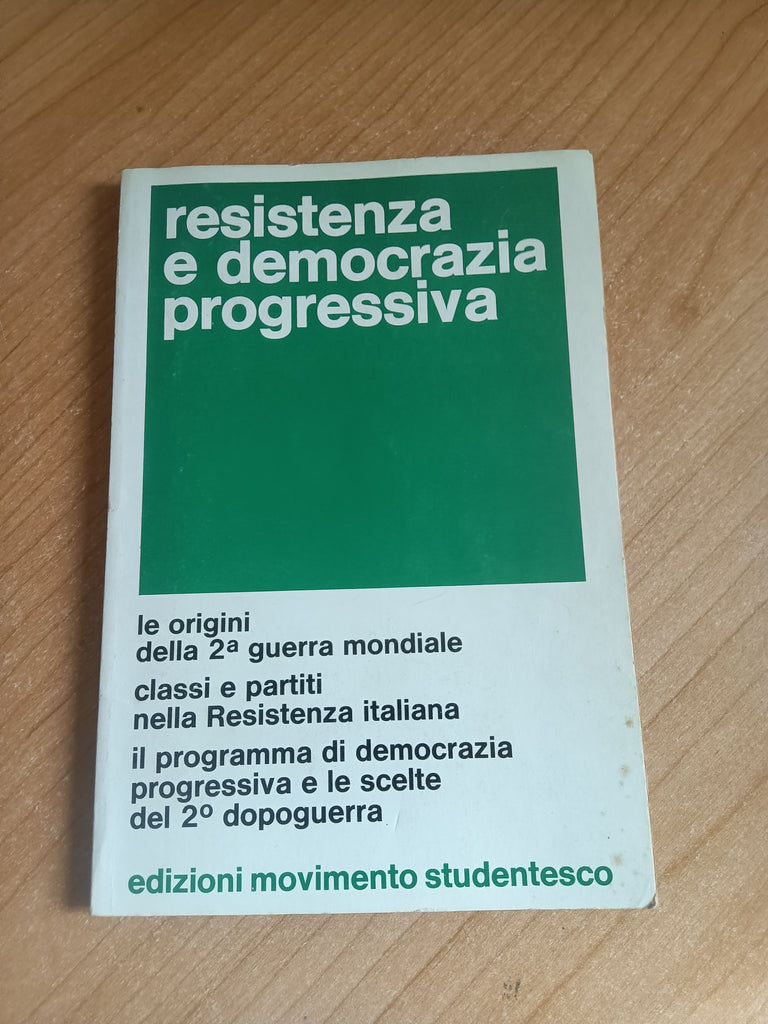 resistenza
e democrazia
progressiva
le origini
della 2ª guerra mondiale
classi e partiti
nella Resistenza italiana
il programma di democrazia
progressiva e le scelte
del 2º dopoguerra
edizioni movimento studentesco